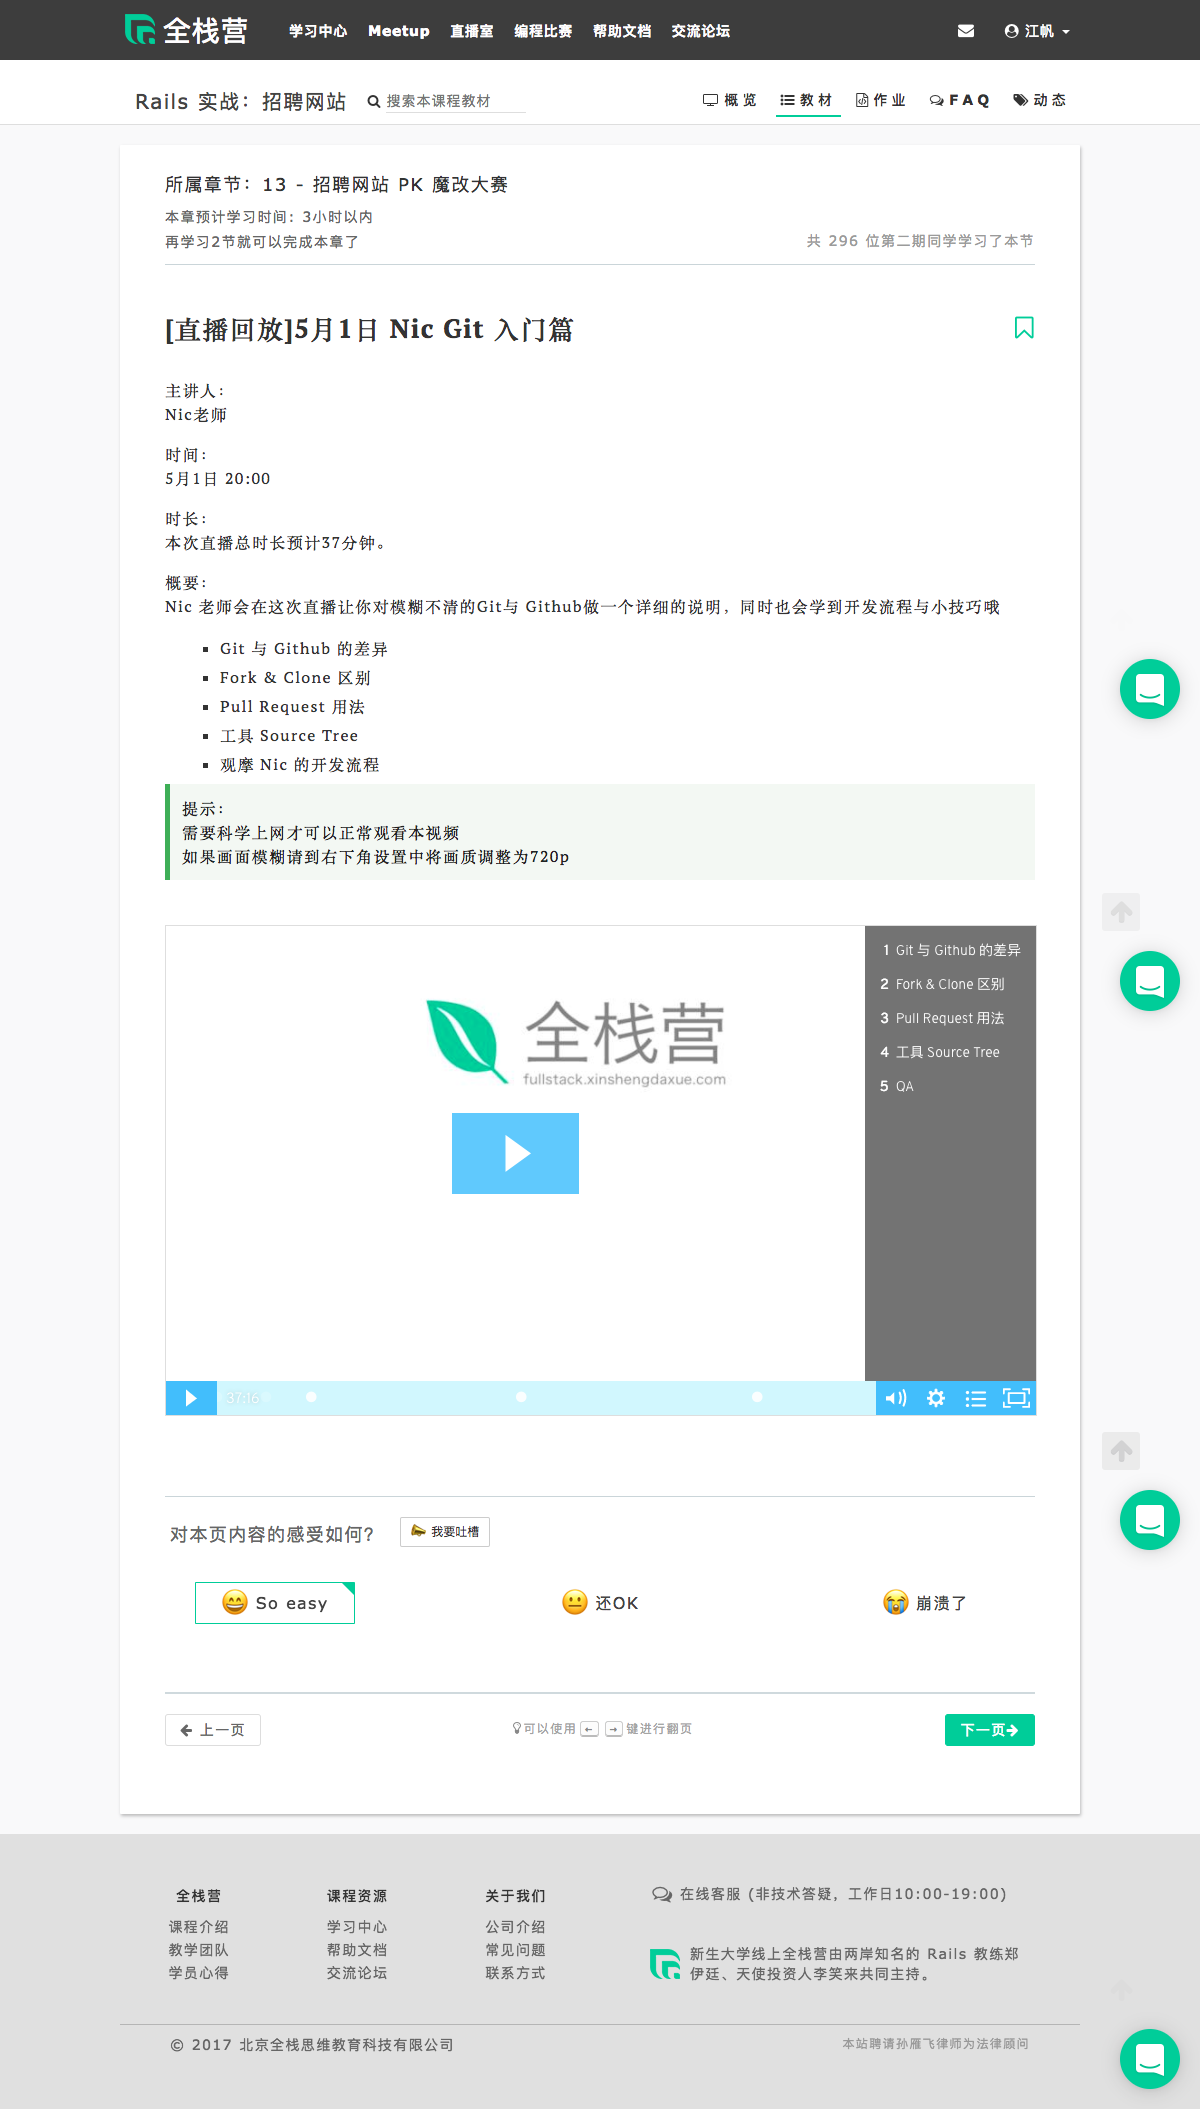 全栈营
学习中心 Meetup 直播室 编程比赛 帮助文档 交流论坛
江帆
Rails 实战：招聘网站 搜索本课程教材
概览 教材 作业 FAQ 动态
所属章节：13 - 招聘网站 PK 魔改大赛
本章预计学习时间：3小时以内
再学习2节就可以完成本章了
共 296 位第二期同学学习了本节
[直播回放]5月1日 Nic Git 入门篇
主讲人：
Nic老师
时间：
5月1日 20:00
时长：
本次直播总时长预计37分钟。
概要：
Nic 老师会在这次直播让你对模糊不清的Git与 Github做一个详细的说明，同时也会学到开发流程与小技巧哦
Git 与 Github 的差异
Fork & Clone 区别
Pull Request 用法
工具 Source Tree
观摩 Nic 的开发流程
提示：
需要科学上网才可以正常观看本视频
如果画面模糊请到右下角设置中将画质调整为720p
全栈营
fullstack.xinshengdaxue.com
1 Git 与 Github 的差异
2 Fork & Clone 区别
3 Pull Request 用法
4 工具 Source Tree
5 QA
37:16
对本页内容的感受如何？ 我要吐槽
So easy 还OK 崩溃了
上一页 可以使用 ← → 键进行翻页 下一页
全栈营
课程介绍
教学团队
学员心得
课程资源
学习中心
帮助文档
交流论坛
关于我们
公司介绍
常见问题
联系方式
在线客服 (非技术答疑，工作日10:00-19:00)
新生大学线上全栈营由两岸知名的 Rails 教练郑
伊廷、天使投资人李笑来共同主持。
© 2017 北京全栈思维教育科技有限公司
本站聘请孙雁飞律师为法律顾问